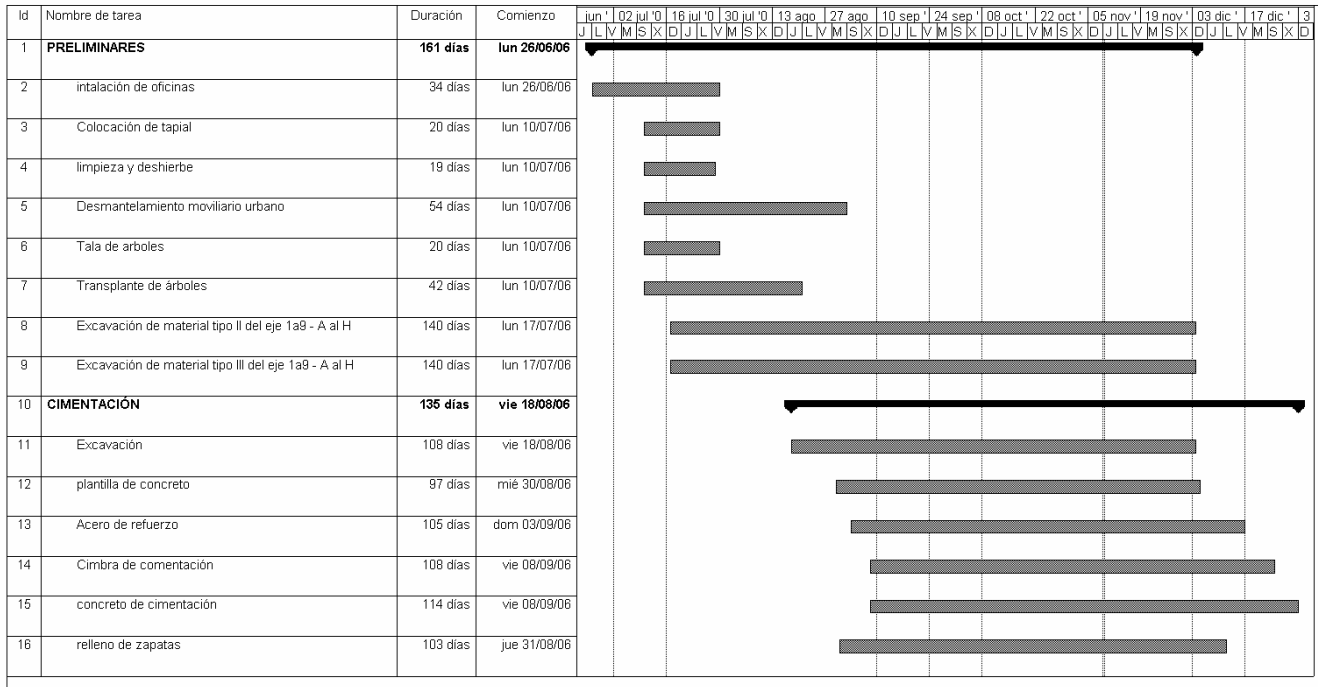 Id Nombre de tarea Duración Comienzo jun ' 02 jul '0 16 jul '0 30 jul '0 13 ago 27 ago 10 sep ' 24 sep ' 08 oct ' 22 oct ' 05 nov ' 19 nov ' 03 dic ' 17 dic ' 3
J L V M S X D J L V M S X D J L V M S X D J L V M S X D J L V M S X D J L V M S X D
1 PRELIMINARES 161 días lun 26/06/06
2 intalación de oficinas 34 días lun 26/06/06
3 Colocación de tapial 20 días lun 10/07/06
4 limpieza y deshierbe 19 días lun 10/07/06
5 Desmantelamiento moviliario urbano 54 días lun 10/07/06
6 Tala de arboles 20 días lun 10/07/06
7 Transplante de árboles 42 días lun 10/07/06
8 Excavación de material tipo II del eje 1a9 - A al H 140 días lun 17/07/06
9 Excavación de material tipo III del eje 1a9 - A al H 140 días lun 17/07/06
10 CIMENTACIÓN 135 días vie 18/08/06
11 Excavación 108 días vie 18/08/06
12 plantilla de concreto 97 días mié 30/08/06
13 Acero de refuerzo 105 días dom 03/09/06
14 Cimbra de comentación 108 días vie 08/09/06
15 concreto de cimentación 114 días vie 08/09/06
16 relleno de zapatas 103 días jue 31/08/06